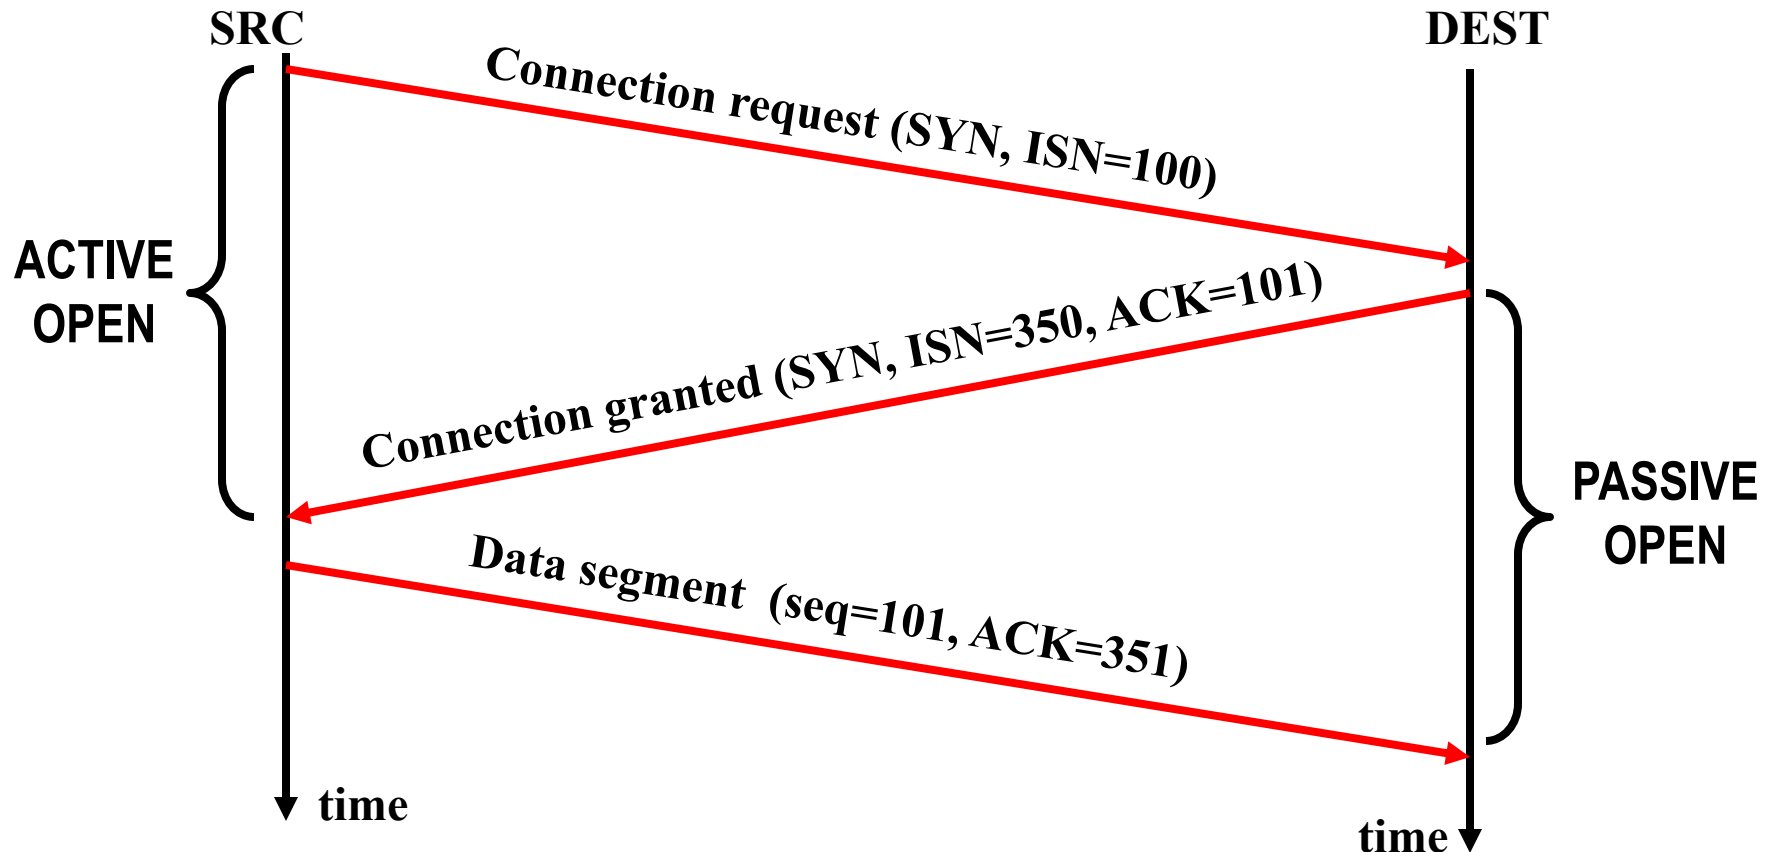 SRC
DEST
Connection request (SYN, ISN=100)
ACTIVE
OPEN
Connection granted (SYN, ISN=350, ACK=101)
PASSIVE
OPEN
Data segment  (seq=101, ACK=351)
time
time